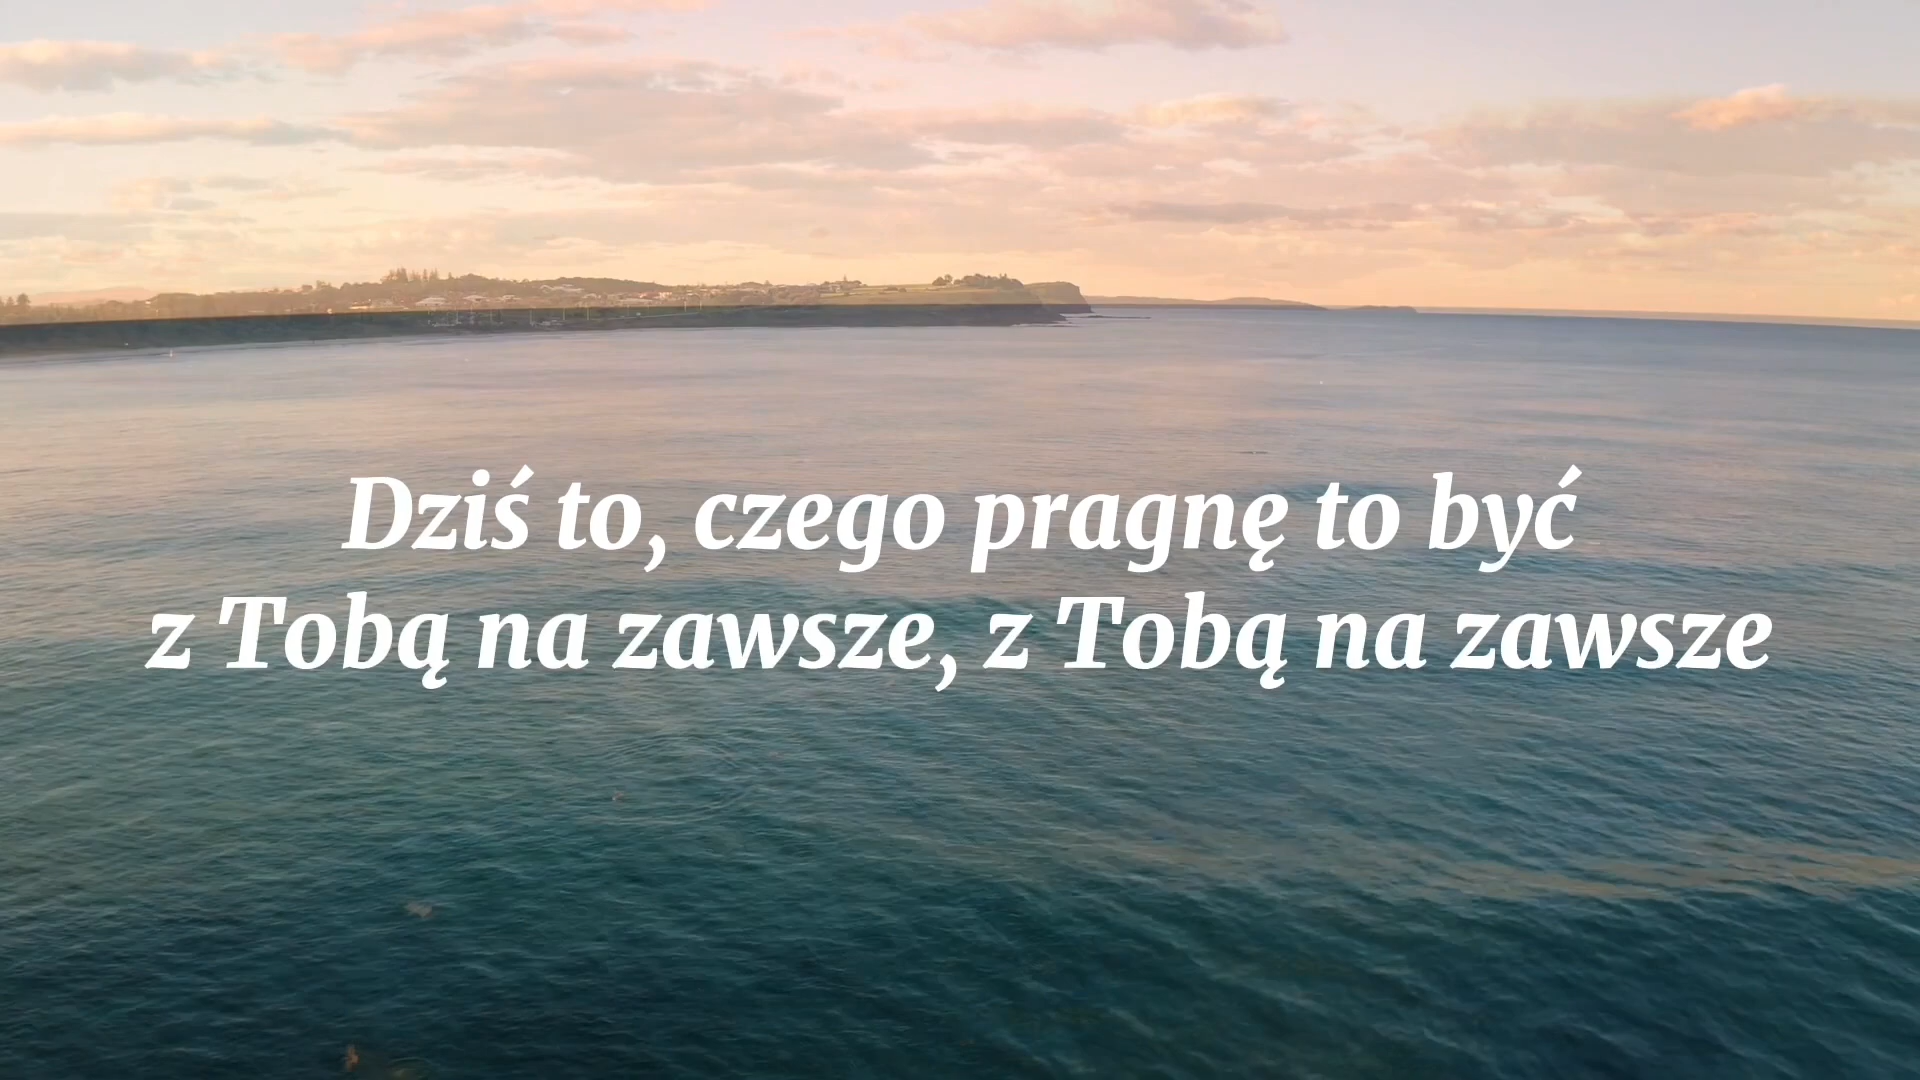 Dziś to, czego pragnę to być
z Tobą na zawsze, z Tobą na zawsze